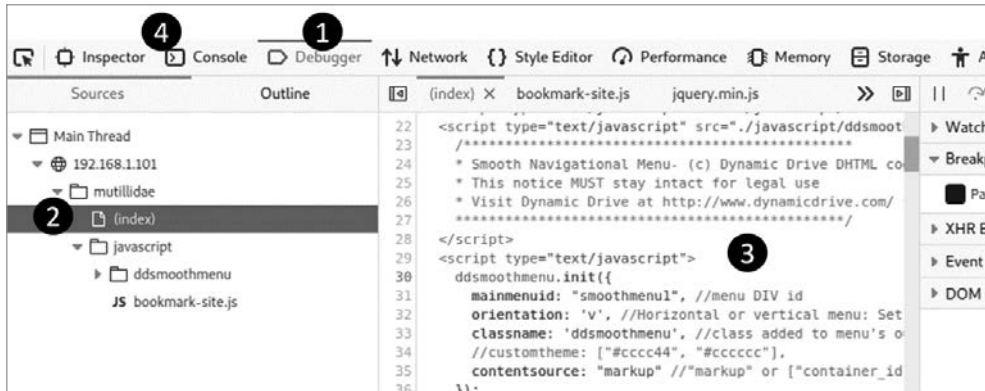 4 1
Inspector Console Debugger Network {} Style Editor Performance Memory Storage A
Sources Outline (index) × bookmark-site.js jquery.min.js »
Main Thread
192.168.1.101
mutillidae
2 (index)
javascript
ddsmoothmenu
JS bookmark-site.js
22 <script type="text/javascript" src="./javascript/ddsmoot
23 /***********************************************
24 * Smooth Navigational Menu- (c) Dynamic Drive DHTML co
25 * This notice MUST stay intact for legal use
26 * Visit Dynamic Drive at http://www.dynamicdrive.com/
27 ***********************************************/
28 </script>
29 <script type="text/javascript"> 3
30 ddsmoothmenu.init({
31 mainmenuid: "smoothmenu1", //menu DIV id
32 orientation: 'v', //Horizontal or vertical menu: Set
33 classname: 'ddsmoothmenu', //class added to menu's o
34 //customtheme: ["#cccc44", "#cccccc"],
35 contentsource: "markup" //"markup" or ["container_id
36 });
Watch
Breakp
Pa
XHR B
Event
DOM